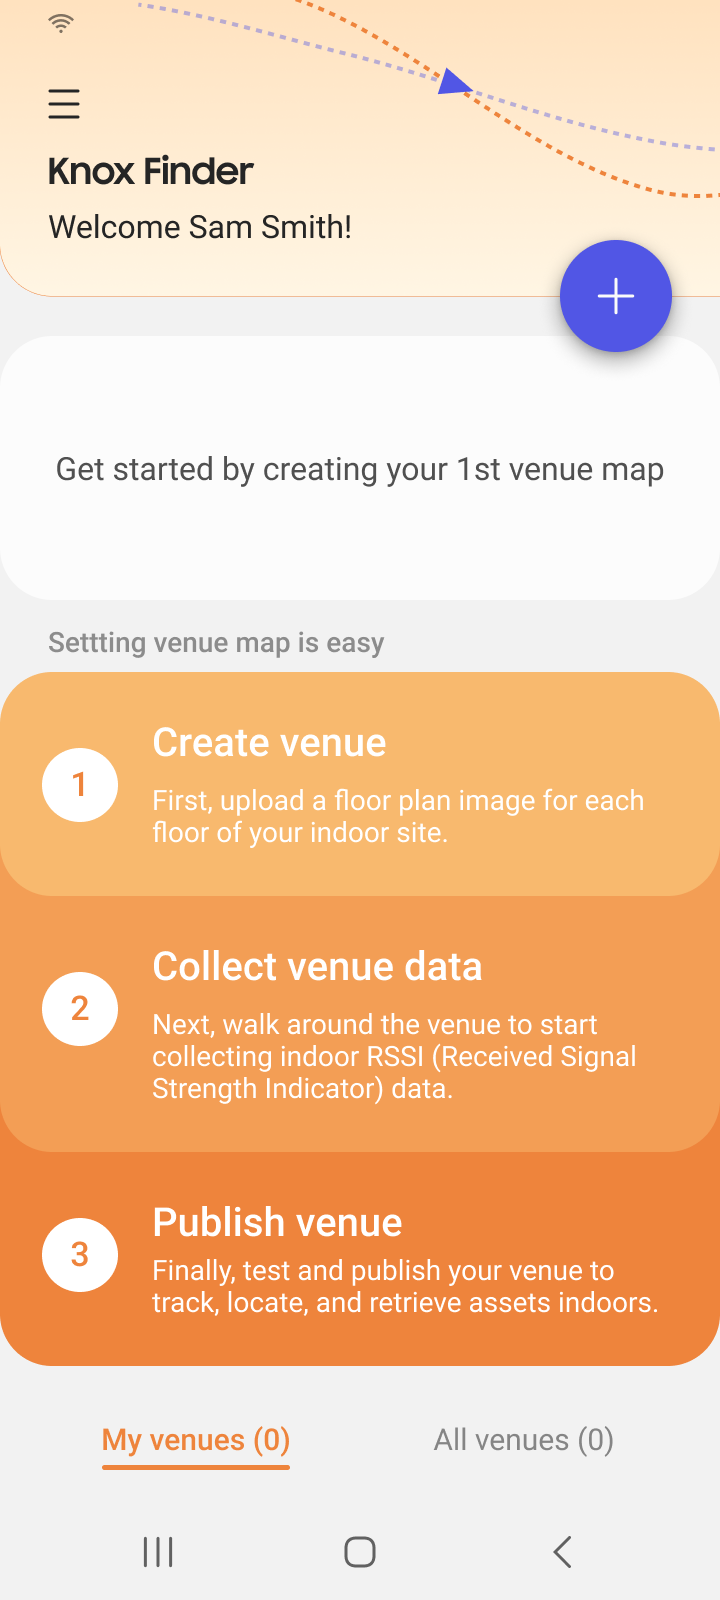 Knox Finder
Welcome Sam Smith!
Get started by creating your 1st venue map
Settting venue map is easy
1
Create venue
First, upload a floor plan image for each
floor of your indoor site.
2
Collect venue data
Next, walk around the venue to start
collecting indoor RSSI (Received Signal
Strength Indicator) data.
3
Publish venue
Finally, test and publish your venue to
track, locate, and retrieve assets indoors.
My venues (0)
All venues (0)